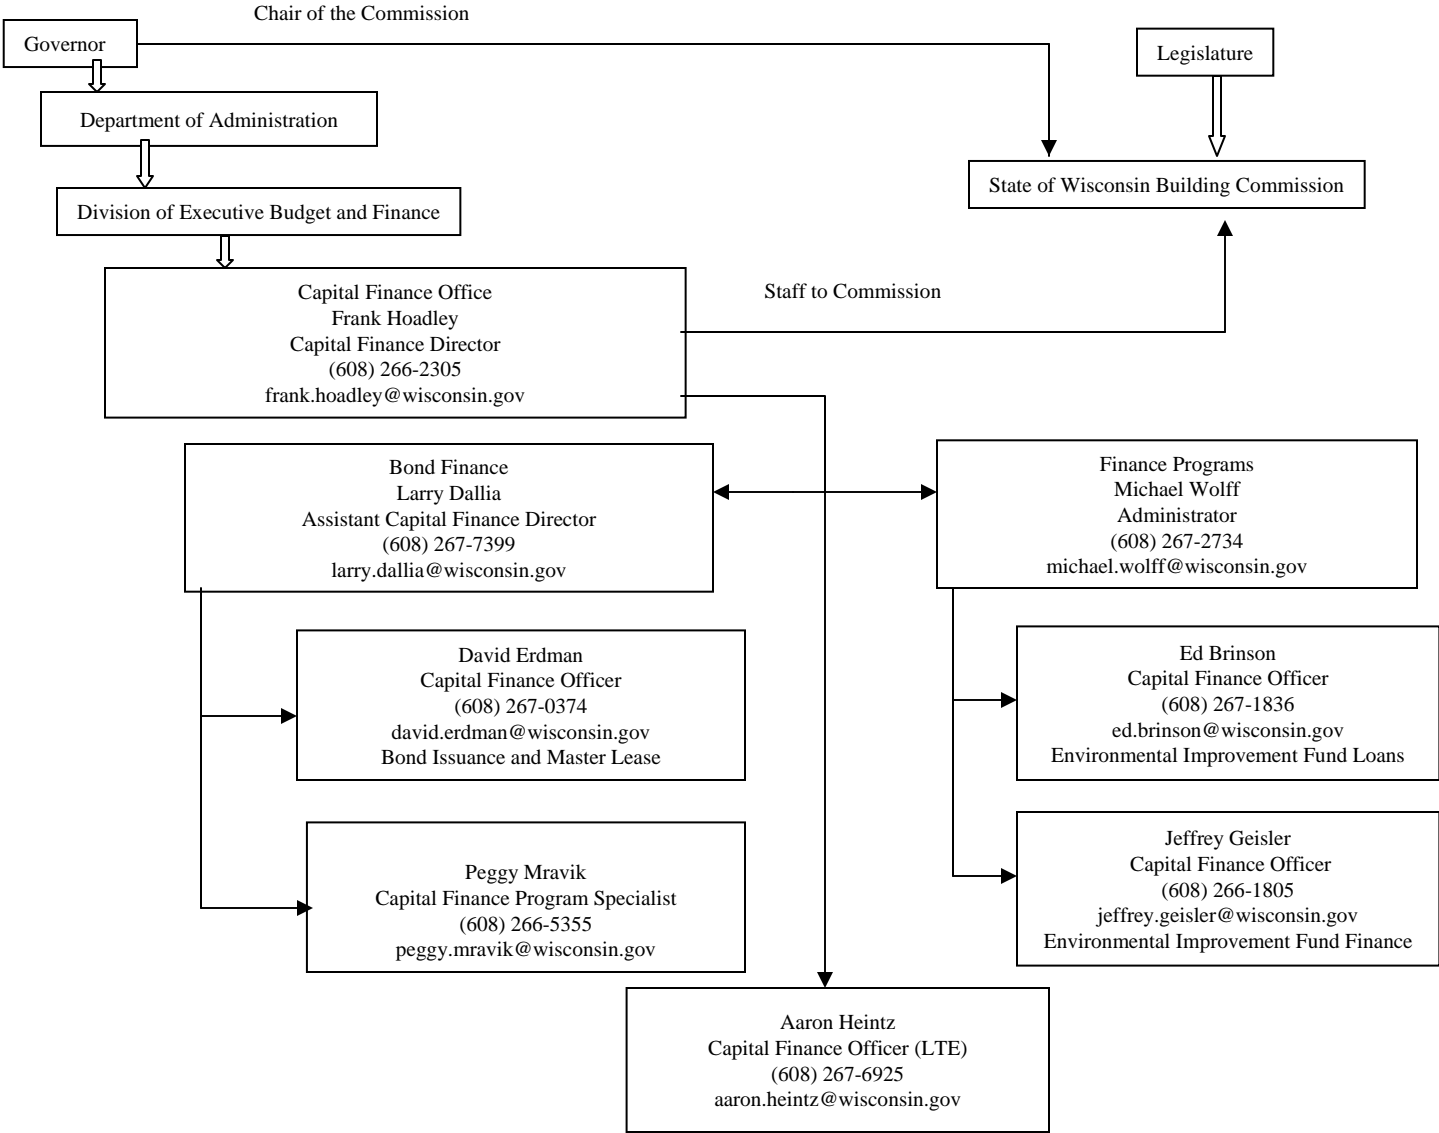 Chair of the Commission
Governor
Legislature
Department of Administration
State of Wisconsin Building Commission
Division of Executive Budget and Finance
Capital Finance Office
Frank Hoadley
Capital Finance Director
(608) 266-2305
frank.hoadley@wisconsin.gov
Staff to Commission
Bond Finance
Larry Dallia
Assistant Capital Finance Director
(608) 267-7399
larry.dallia@wisconsin.gov
Finance Programs
Michael Wolff
Administrator
(608) 267-2734
michael.wolff@wisconsin.gov
David Erdman
Capital Finance Officer
(608) 267-0374
david.erdman@wisconsin.gov
Bond Issuance and Master Lease
Ed Brinson
Capital Finance Officer
(608) 267-1836
ed.brinson@wisconsin.gov
Environmental Improvement Fund Loans
Peggy Mravik
Capital Finance Program Specialist
(608) 266-5355
peggy.mravik@wisconsin.gov
Jeffrey Geisler
Capital Finance Officer
(608) 266-1805
jeffrey.geisler@wisconsin.gov
Environmental Improvement Fund Finance
Aaron Heintz
Capital Finance Officer (LTE)
(608) 267-6925
aaron.heintz@wisconsin.gov